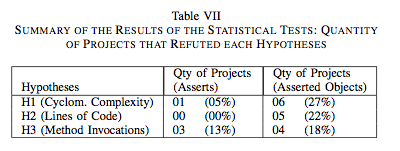 Table VII
SUMMARY OF THE RESULTS OF THE STATISTICAL TESTS: QUANTITY
OF PROJECTS THAT REFUTED EACH HYPOTHESES
Qty of Projects Qty of Projects
Hypotheses (Asserts) (Asserted Objects)
H1 (Cyclom. Complexity) 01 (05%) 06 (27%)
H2 (Lines of Code) 00 (00%) 05 (22%)
H3 (Method Invocations) 03 (13%) 04 (18%)